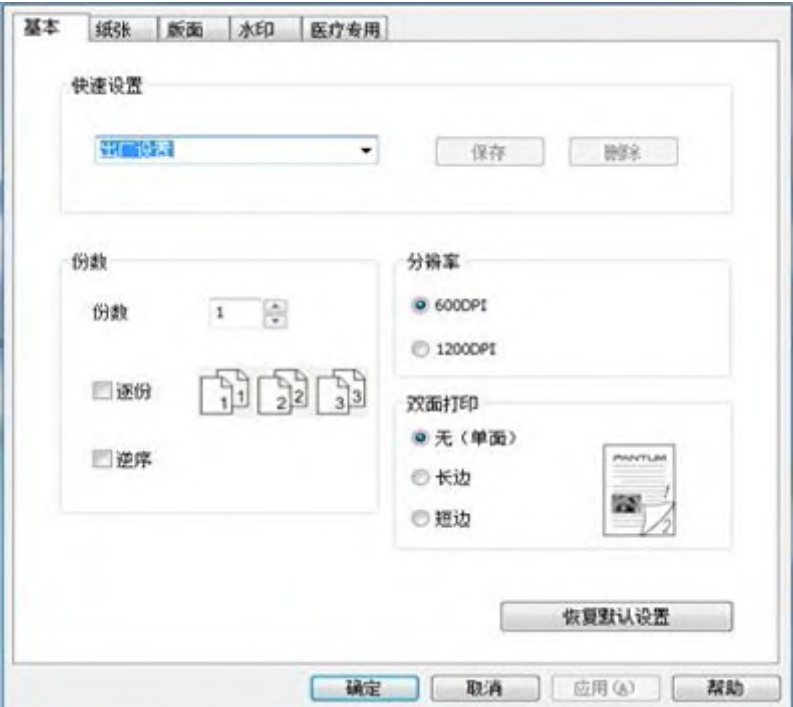 基本 纸张 版面 水印 医疗专用
快速设置
出厂设置 保存 删除
份数
份数 1
逐份 1 1 2 2 3 3
逆序
分辨率
600DPI
1200DPI
双面打印
无（单面）
长边
短边
PANTUM
1
2
恢复默认设置
确定 取消 应用(A) 帮助